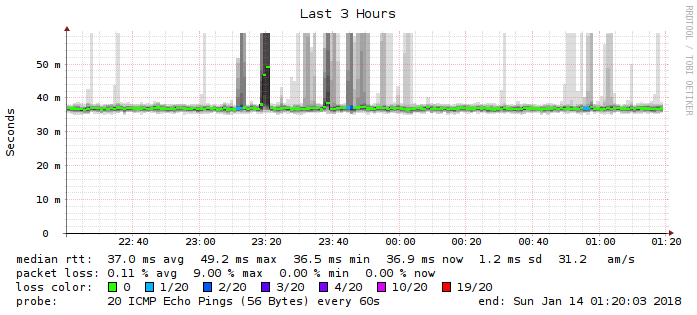 Last 3 Hours
RRDTOOL / TOBI OETIKER
Seconds
50 m
40 m
30 m
20 m
10 m
0
22:40 23:00 23:20 23:40 00:00 00:20 00:40 01:00 01:20
median rtt: 37.0 ms avg 49.2 ms max 36.5 ms min 36.9 ms now 1.2 ms sd 31.2 am/s
packet loss: 0.11 % avg 9.00 % max 0.00 % min 0.00 % now
loss color: 0 1/20 2/20 3/20 4/20 10/20 19/20
probe: 20 ICMP Echo Pings (56 Bytes) every 60s end: Sun Jan 14 01:20:03 2018